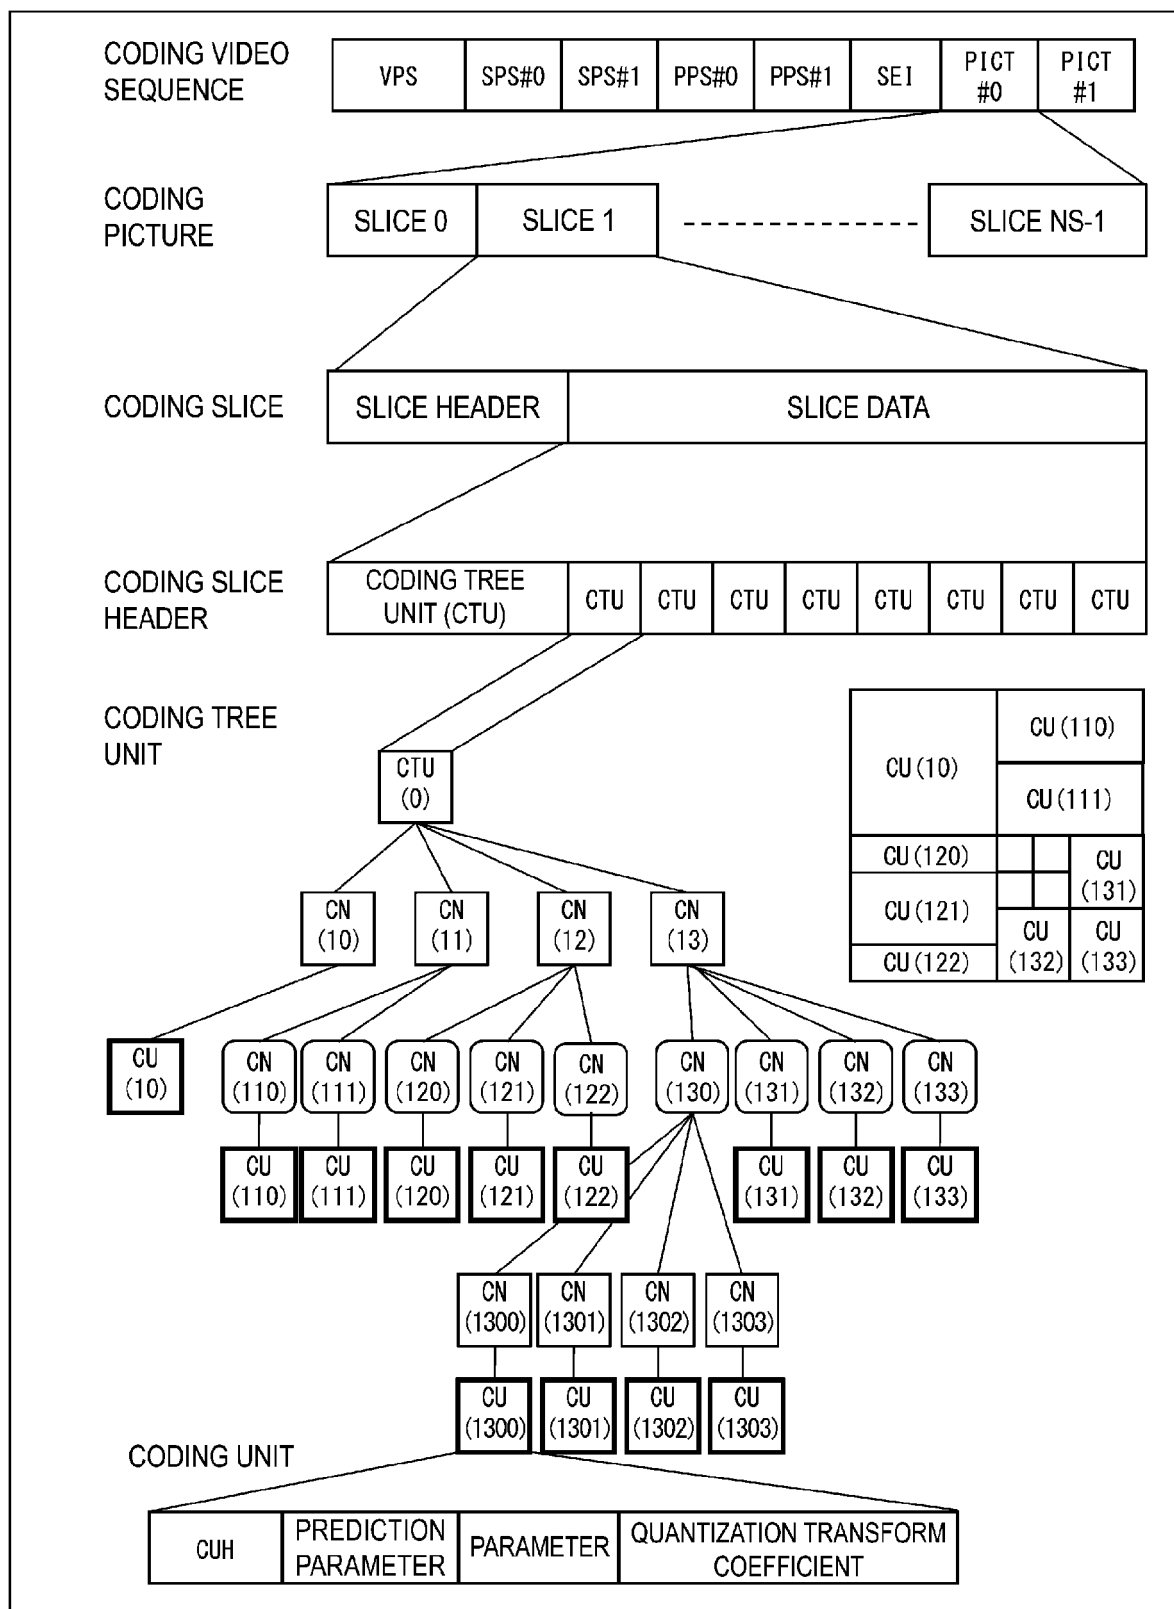 CODING VIDEO
SEQUENCE
VPS
SPS#0
SPS#1
PPS#0
PPS#1
SEI
PICT
#0
PICT
#1
CODING
PICTURE
SLICE 0
SLICE 1
SLICE NS-1
CODING SLICE
SLICE HEADER
SLICE DATA
CODING SLICE
HEADER
CODING TREE
UNIT (CTU)
CTU
CTU
CTU
CTU
CTU
CTU
CTU
CTU
CODING TREE
UNIT
CTU
(0)
CU(10)
CU(110)
CU(111)
CU(120)
CU(121)
CU(122)
CU
(131)
CU
(132)
CU
(133)
CN
(10)
CN
(11)
CN
(12)
CN
(13)
CU
(10)
CN
(110)
CN
(111)
CN
(120)
CN
(121)
CN
(122)
CN
(130)
CN
(131)
CN
(132)
CN
(133)
CU
(110)
CU
(111)
CU
(120)
CU
(121)
CU
(122)
CU
(131)
CU
(132)
CU
(133)
CN
(1300)
CN
(1301)
CN
(1302)
CN
(1303)
CU
(1300)
CU
(1301)
CU
(1302)
CU
(1303)
CODING UNIT
CUH
PREDICTION
PARAMETER
PARAMETER
QUANTIZATION TRANSFORM
COEFFICIENT